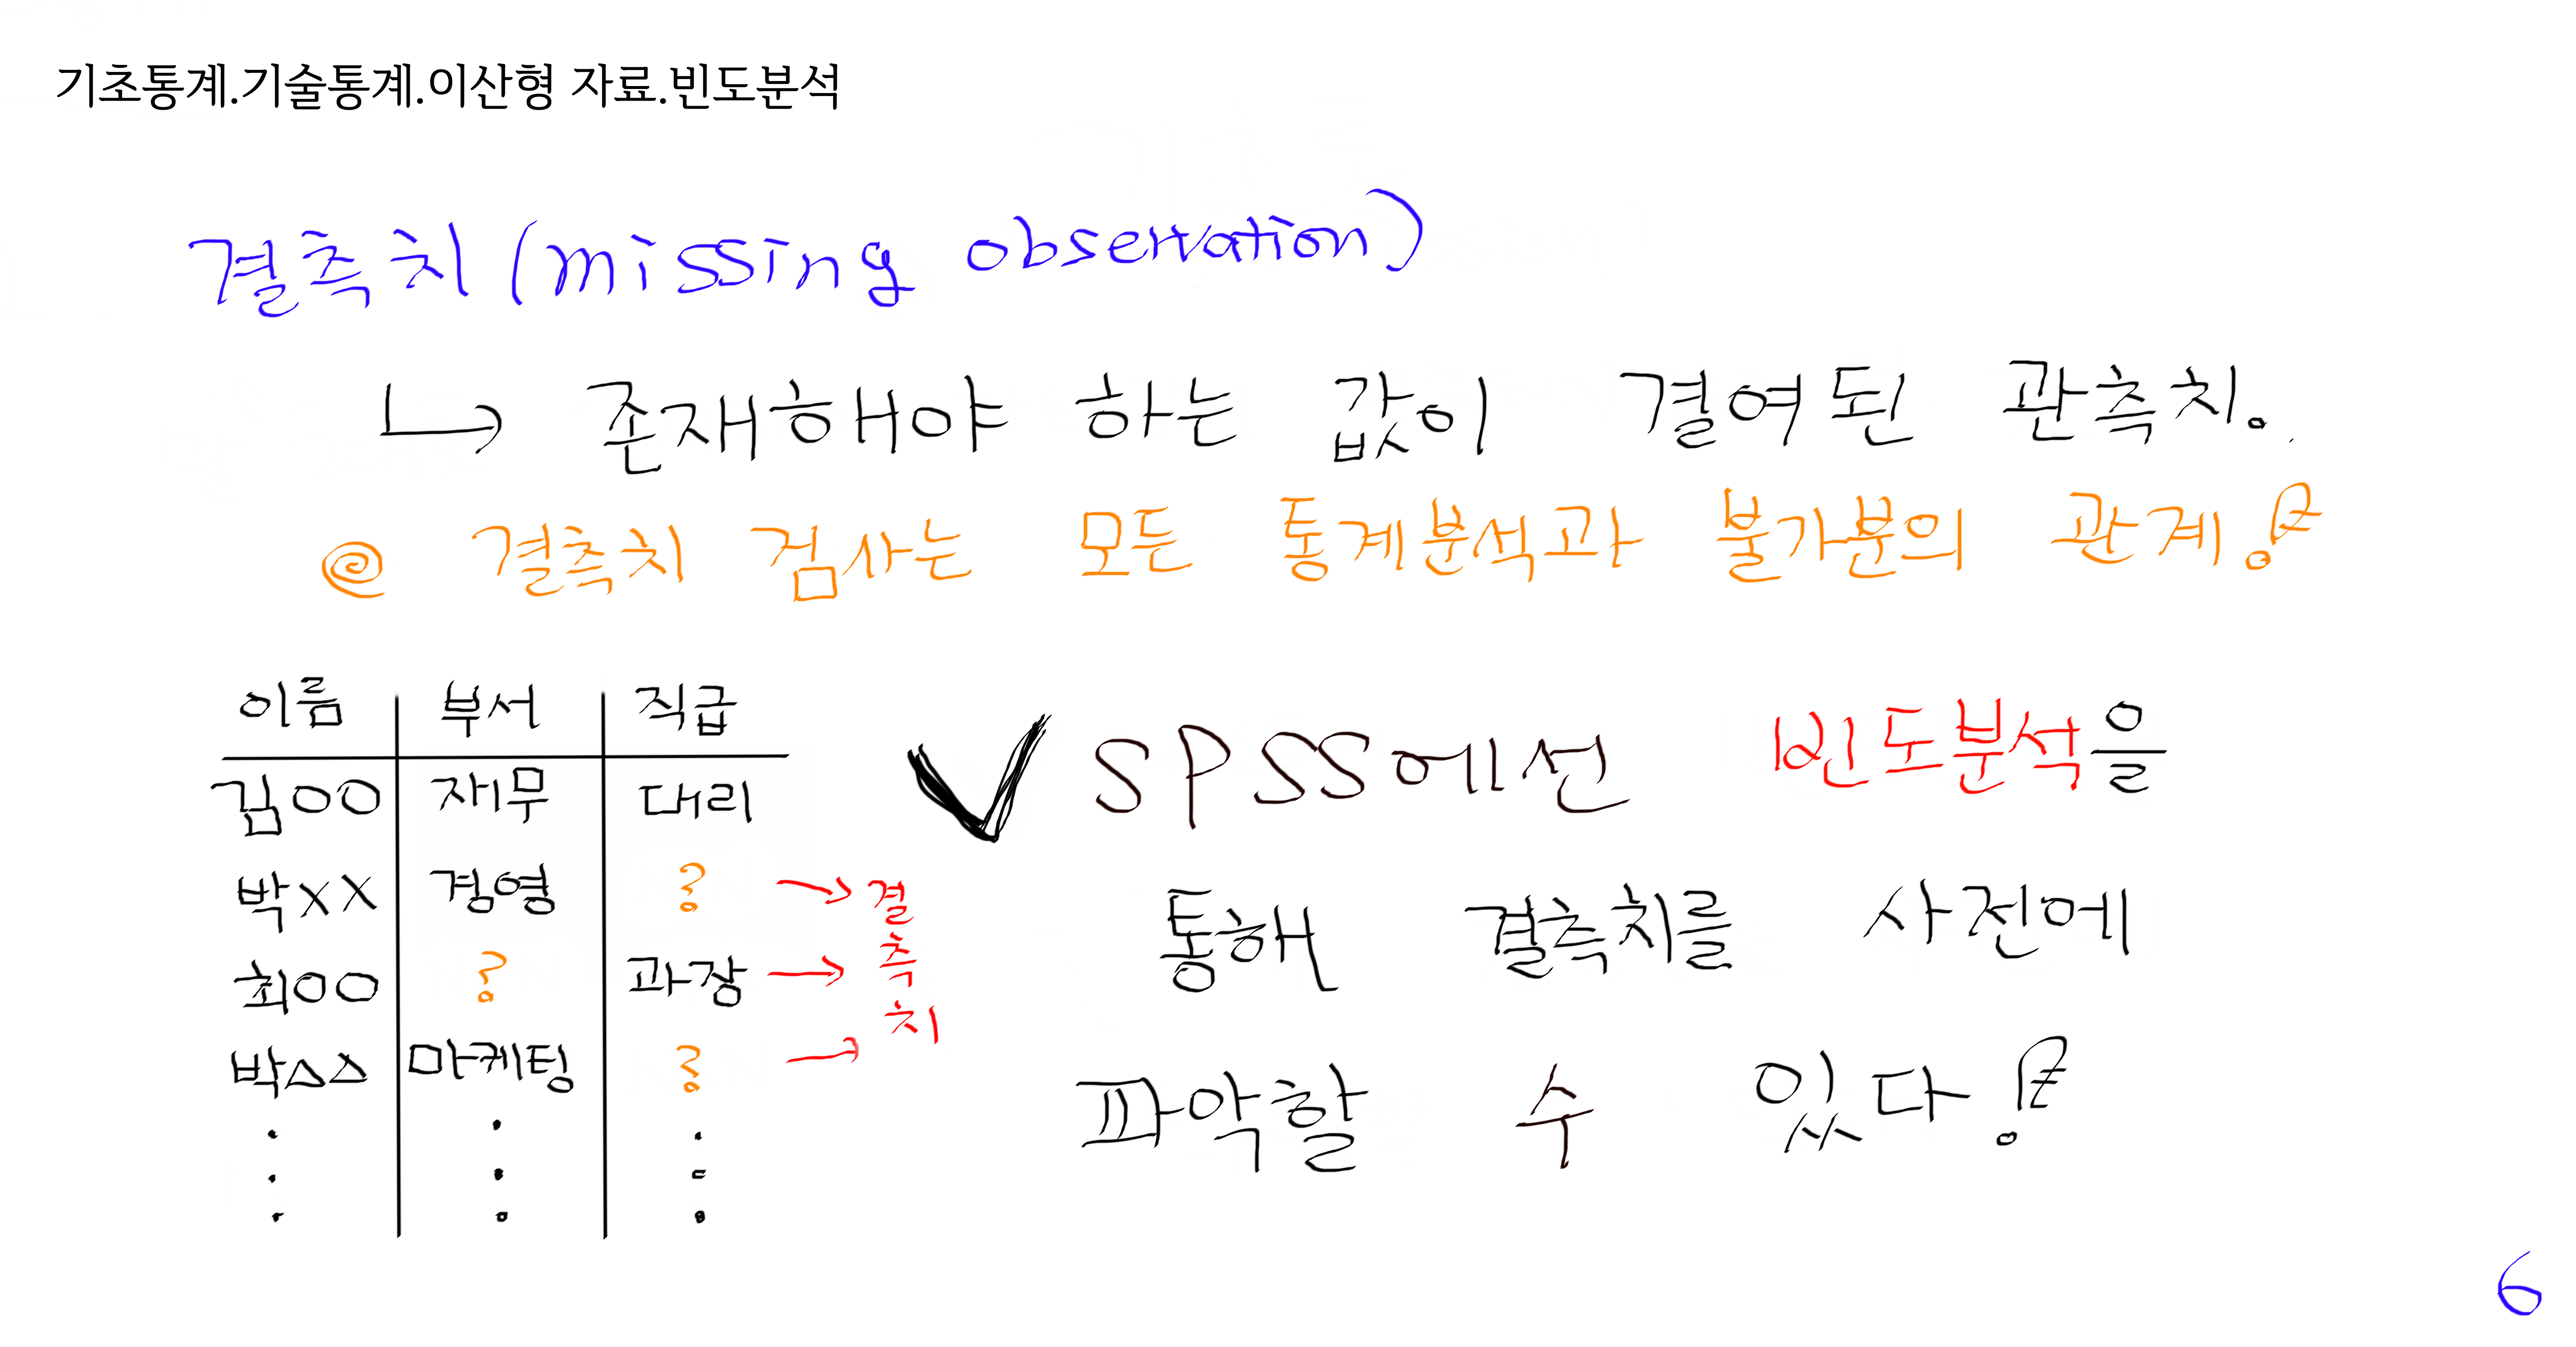 기초통계.기술통계.이산형 자료.빈도분석
결측치(missing observation)
↳ 존재해야 하는 값이 결여된 관측치.
@ 결측치 검사는 모든 통계분석과 불가분의 관계!
이름 부서 직급
김OO 재무 대리
박XX 경영 ? → 결
최OO ? 과장 → 측
박△△ 마케팅 ? → 치
✓ SPSS에선 빈도분석을
통해 결측치를 사전에
파악할 수 있다!
6